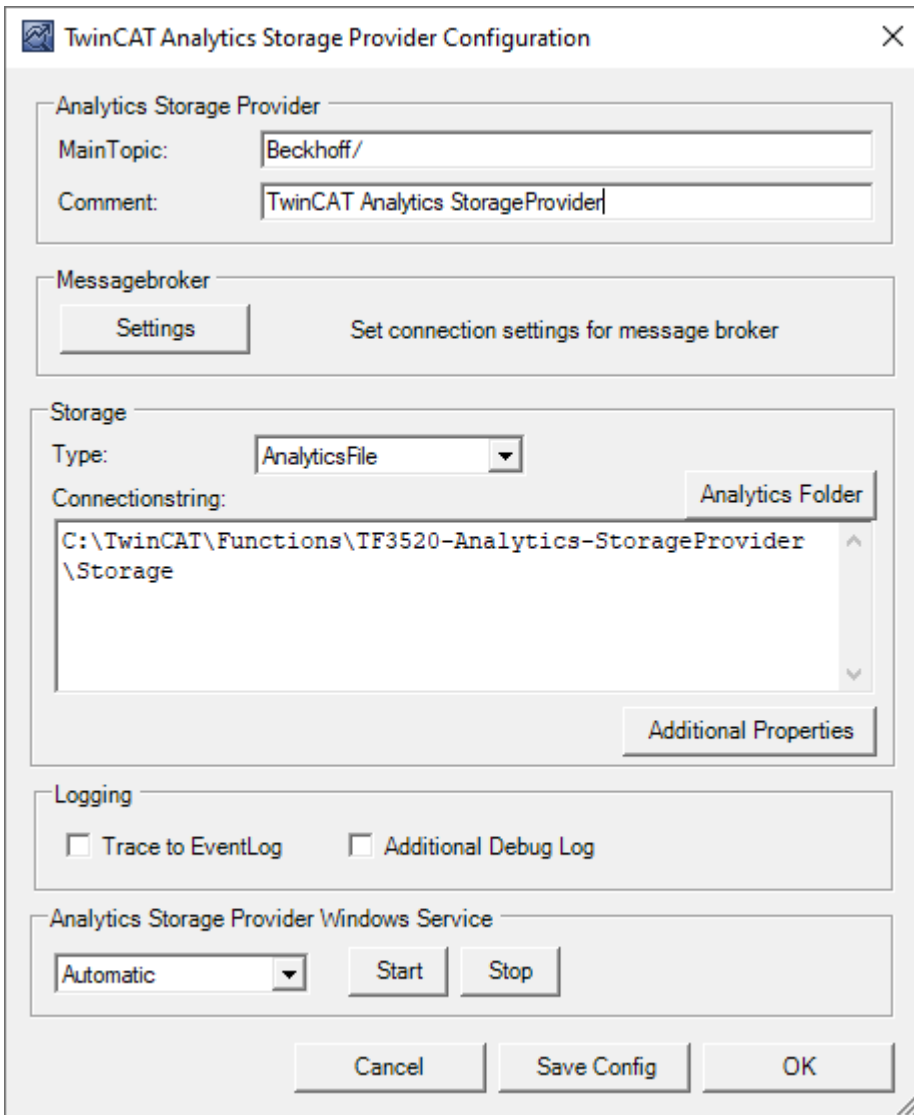 TwinCAT Analytics Storage Provider Configuration
Analytics Storage Provider
MainTopic: Beckhoff/
Comment: TwinCAT Analytics StorageProvider
Messagebroker
Settings Set connection settings for message broker
Storage
Type: AnalyticsFile
Connectionstring: Analytics Folder
C:\TwinCAT\Functions\TF3520-Analytics-StorageProvider
\Storage
Additional Properties
Logging
Trace to EventLog Additional Debug Log
Analytics Storage Provider Windows Service
Automatic Start Stop
Cancel Save Config OK